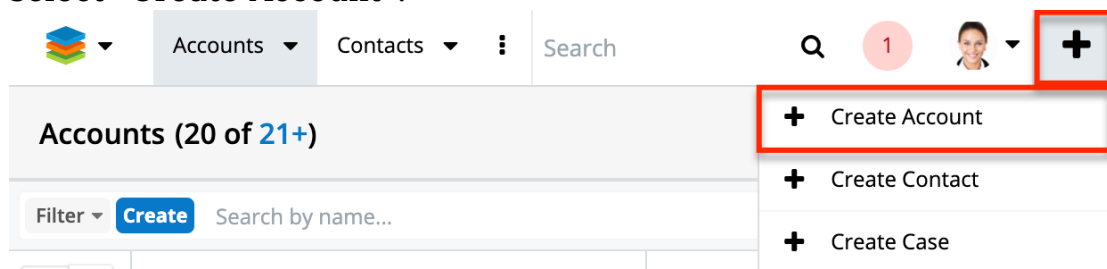 Accounts Contacts Search 1
Create Account
Accounts (20 of 21+)
Create Contact
Filter Create Search by name...
Create Case